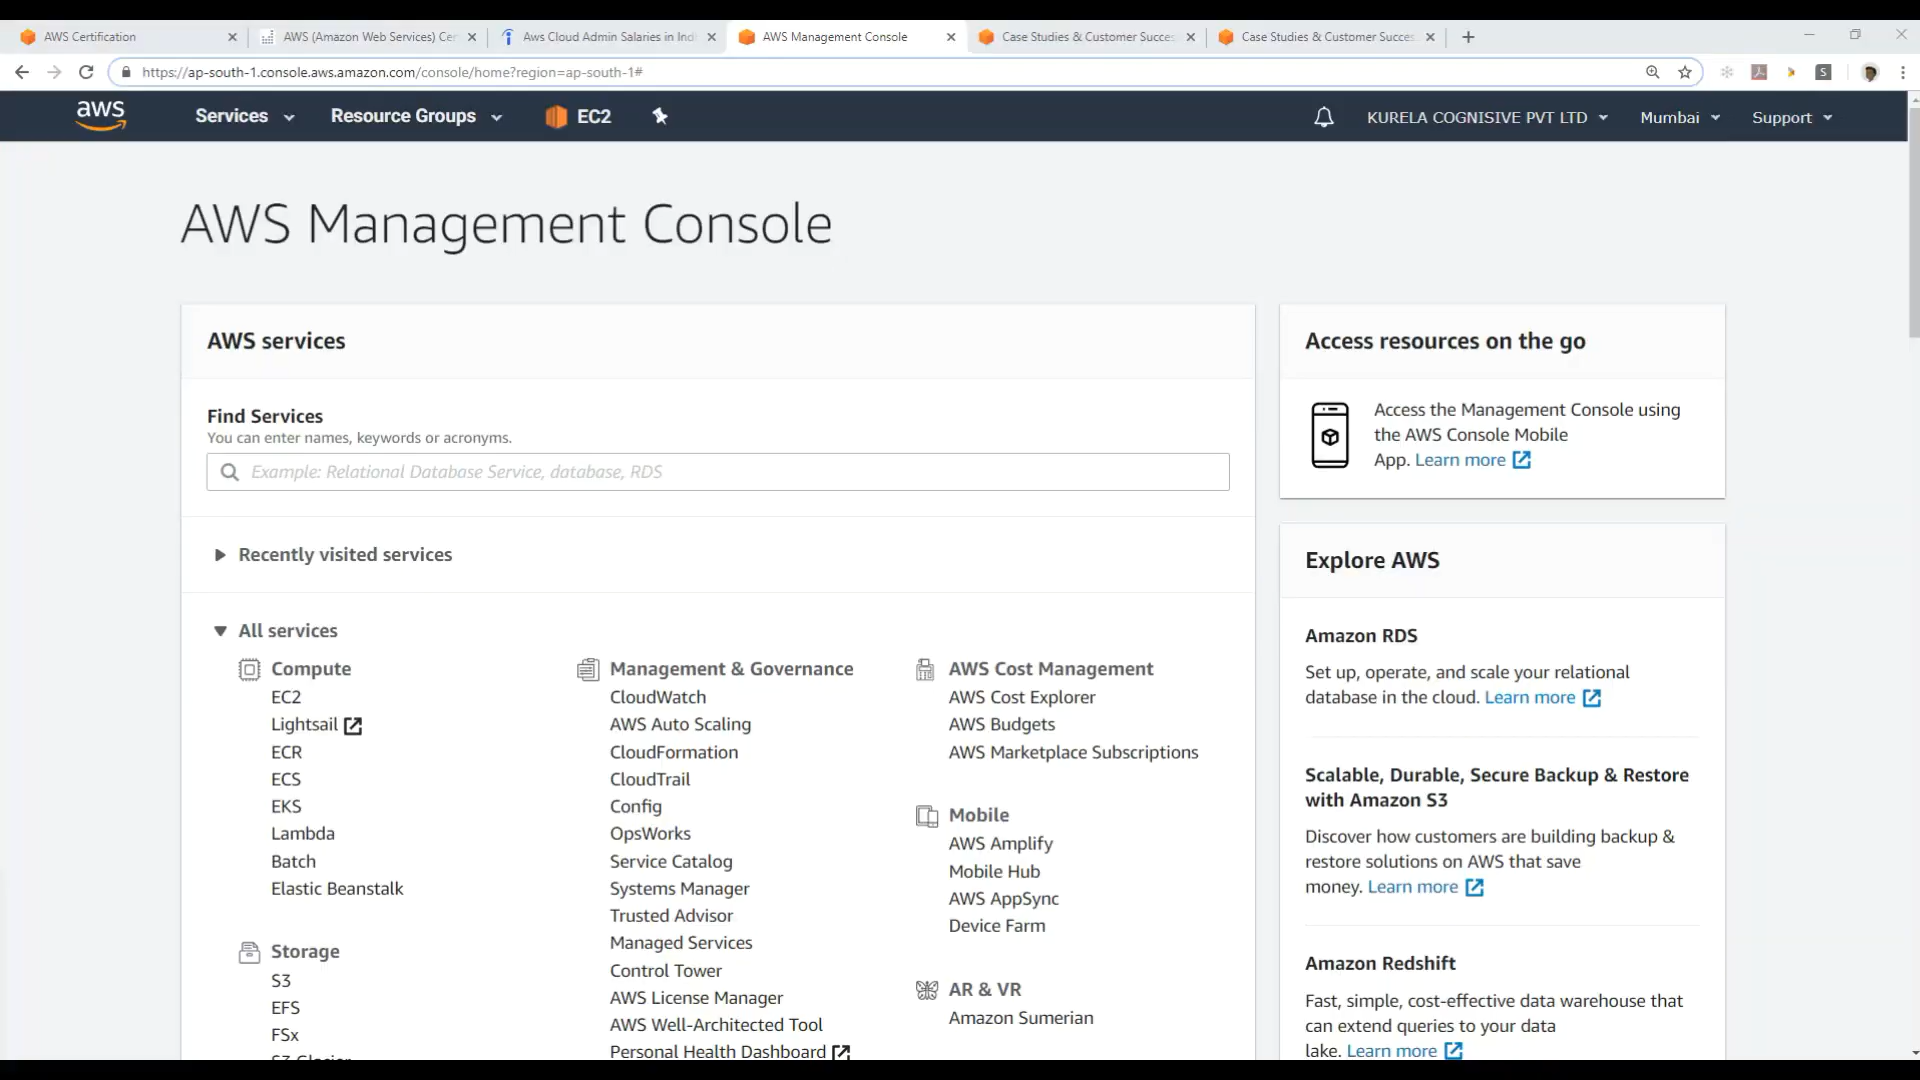 AWS Certification
AWS (Amazon Web Services) Cer
Aws Cloud Admin Salaries in Ind
AWS Management Console
Case Studies & Customer Succes
Case Studies & Customer Succes
https://ap-south-1.console.aws.amazon.com/console/home?region=ap-south-1#
aws
Services
Resource Groups
EC2
KURELA COGNISIVE PVT LTD
Mumbai
Support
AWS Management Console
AWS services
Find Services
You can enter names, keywords or acronyms.
Example: Relational Database Service, database, RDS
Recently visited services
All services
Compute
EC2
Lightsail
ECR
ECS
EKS
Lambda
Batch
Elastic Beanstalk
Storage
S3
EFS
FSx
S3 Glacier
Management & Governance
CloudWatch
AWS Auto Scaling
CloudFormation
CloudTrail
Config
OpsWorks
Service Catalog
Systems Manager
Trusted Advisor
Managed Services
Control Tower
AWS License Manager
AWS Well-Architected Tool
Personal Health Dashboard
AWS Cost Management
AWS Cost Explorer
AWS Budgets
AWS Marketplace Subscriptions
Mobile
AWS Amplify
Mobile Hub
AWS AppSync
Device Farm
AR & VR
Amazon Sumerian
Access resources on the go
Access the Management Console using
the AWS Console Mobile
App. Learn more
Explore AWS
Amazon RDS
Set up, operate, and scale your relational
database in the cloud. Learn more
Scalable, Durable, Secure Backup & Restore
with Amazon S3
Discover how customers are building backup &
restore solutions on AWS that save
money. Learn more
Amazon Redshift
Fast, simple, cost-effective data warehouse that
can extend queries to your data
lake. Learn more